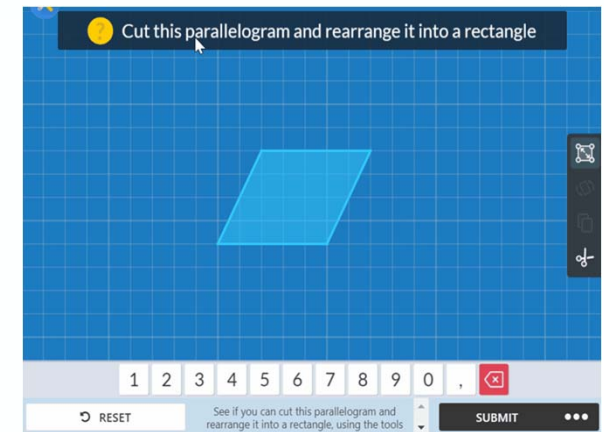 ? Cut this parallelogram and rearrange it into a rectangle
1 2 3 4 5 6 7 8 9 0 ,
RESET
See if you can cut this parallelogram and
rearrange it into a rectangle, using the tools
SUBMIT